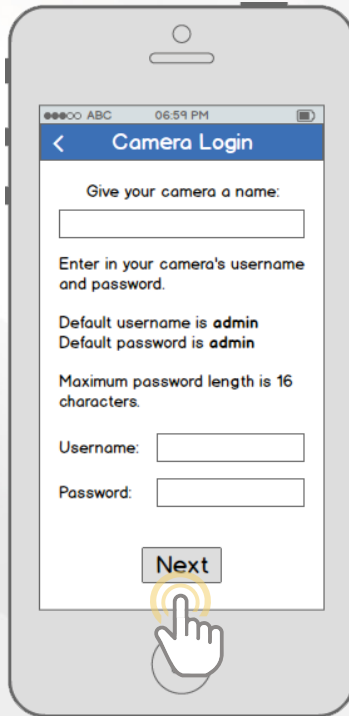 ABC 06:59 PM
Camera Login
Give your camera a name:
Enter in your camera's username
and password.
Default username is admin
Default password is admin
Maximum password length is 16
characters.
Username:
Password:
Next